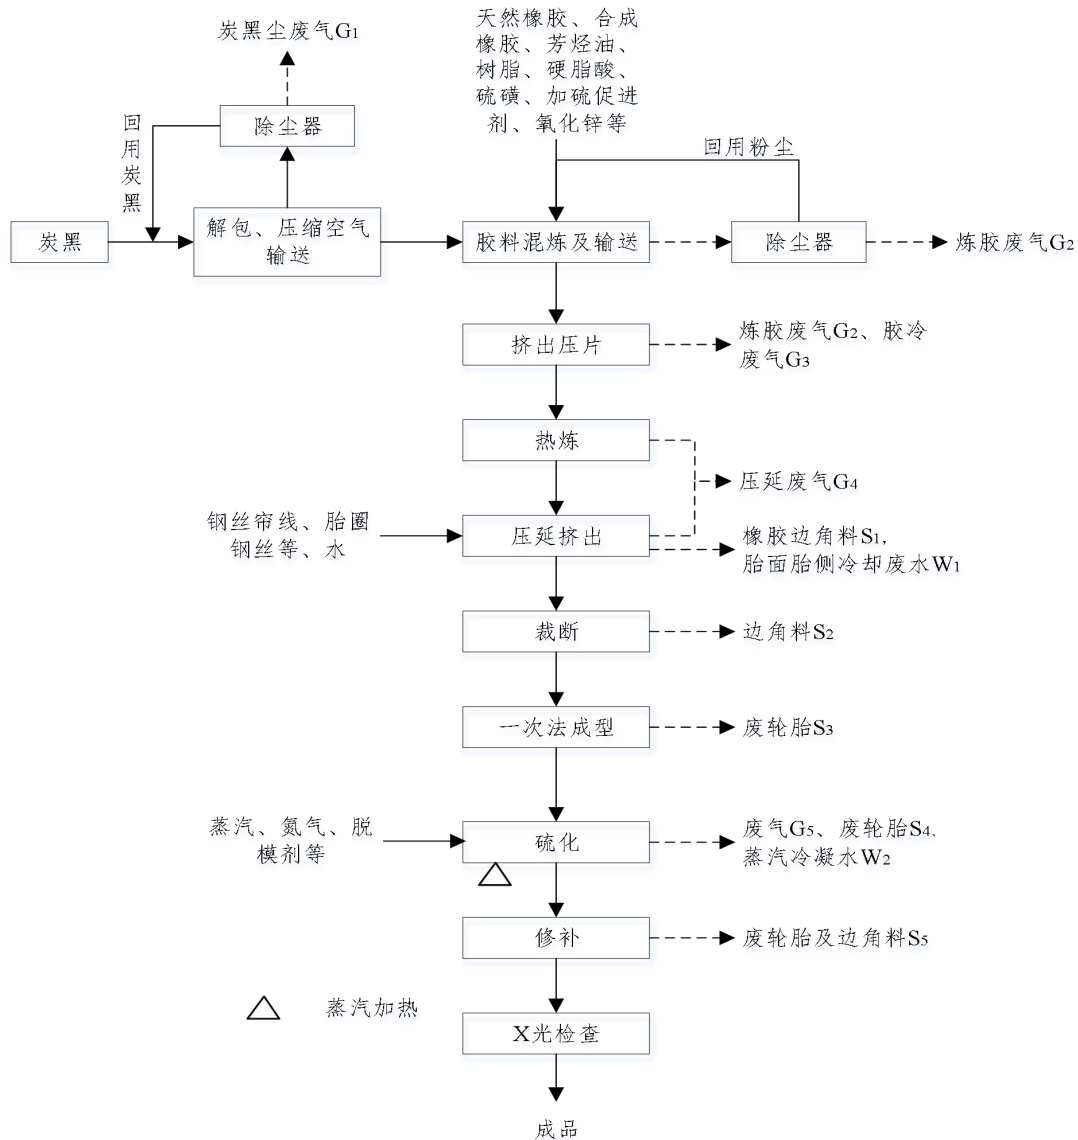 炭黑尘废气G1
天然橡胶、合成
橡胶、芳烃油、
树脂、硬脂酸、
硫磺、加硫促进
剂、氧化锌等
除尘器
回用炭黑
回用粉尘
炭黑
解包、压缩空气
输送
胶料混炼及输送
除尘器
炼胶废气G2
挤出压片
炼胶废气G2、胶冷
废气G3
热炼
压延废气G4
钢丝帘线、胎圈
钢丝等、水
压延挤出
橡胶边角料S1,
胎面胎侧冷却废水W1
裁断
边角料S2
一次法成型
废轮胎S3
蒸汽、氮气、脱
模剂等
硫化
废气G5、废轮胎S4、
蒸汽冷凝水W2
修补
废轮胎及边角料S5
蒸汽加热
X光检查
成品